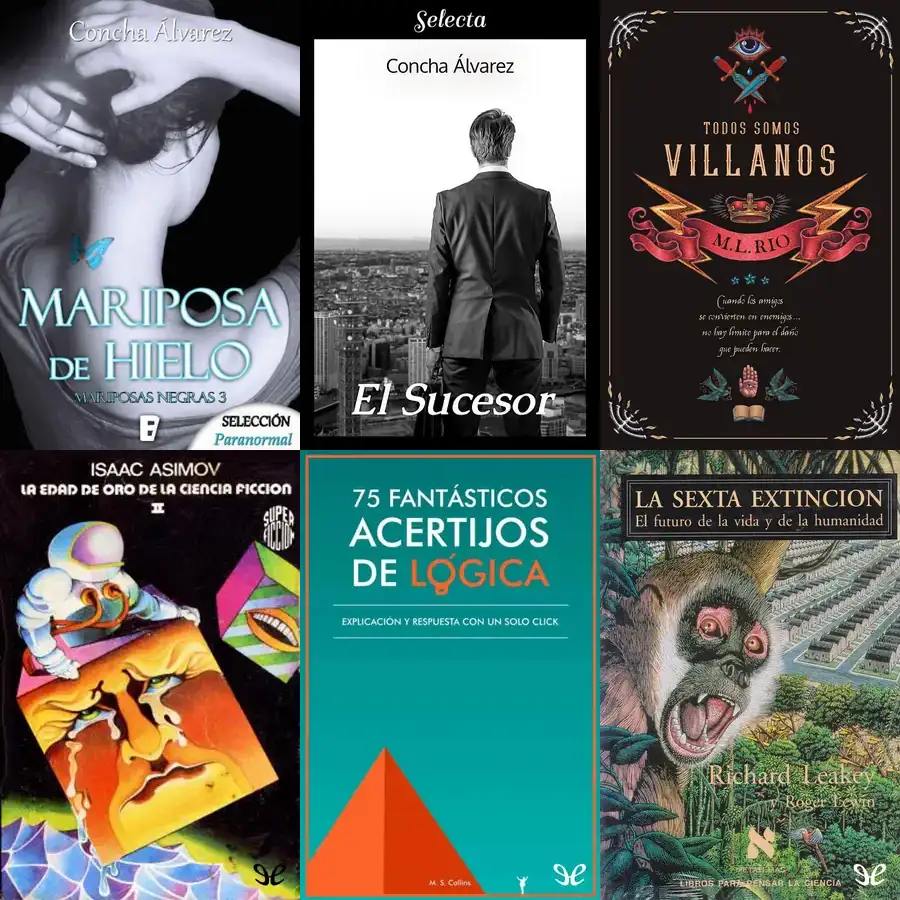 Concha Álvarez
MARIPOSA
DE HIELO
MARIPOSAS NEGRAS 3
B
SELECCIÓN
Paranormal
Selecta
Concha Álvarez
El Sucesor
TODOS SOMOS
VILLANOS
M. L. RIO
Cuando los amigos
se convierten en enemigos...
no hay límite para el daño
que pueden hacer.
ISAAC ASIMOV
LA EDAD DE ORO DE LA CIENCIA FICCION
II
SUPER
FICCION
75 FANTÁSTICOS
ACERTIJOS
DE LÓGICA
EXPLICACIÓN Y RESPUESTA CON UN SOLO CLICK
M. S. Collins
LA SEXTA EXTINCION
El futuro de la vida y de la humanidad
Richard Leakey
y Roger Lewin
METATEMAS
LIBROS PARA PENSAR LA CIENCIA